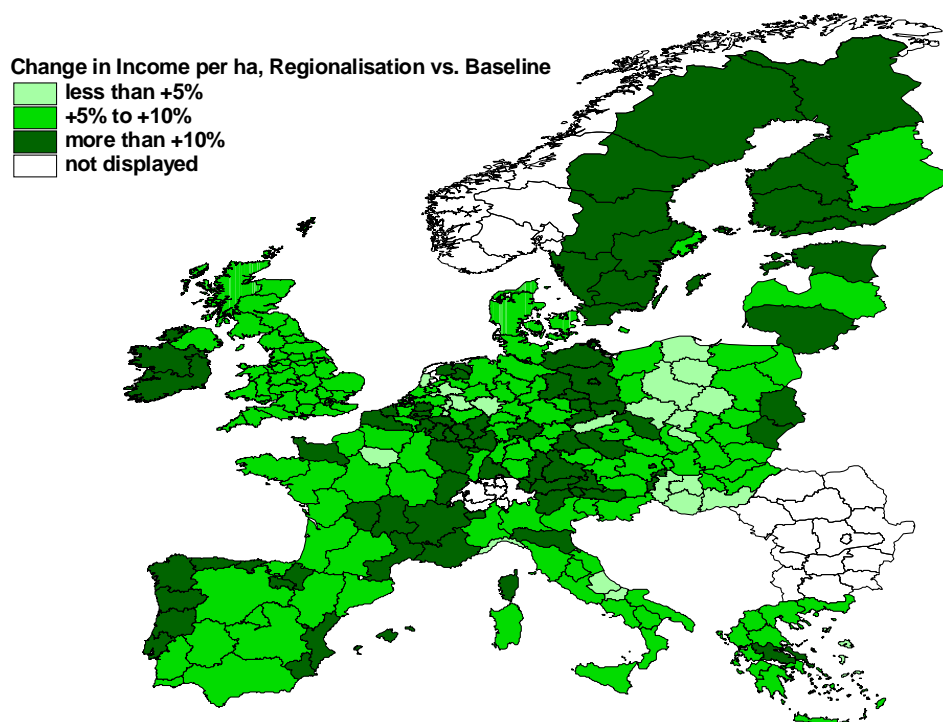 Change in Income per ha, Regionalisation vs. Baseline
less than +5%
+5% to +10%
more than +10%
not displayed